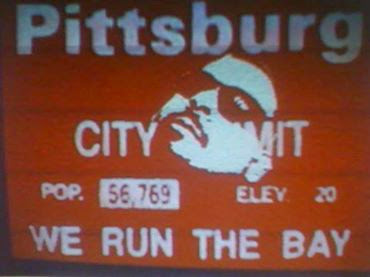 Pittsburg
CITY MIT
POP. 56,769 ELEV. 20
WE RUN THE BAY